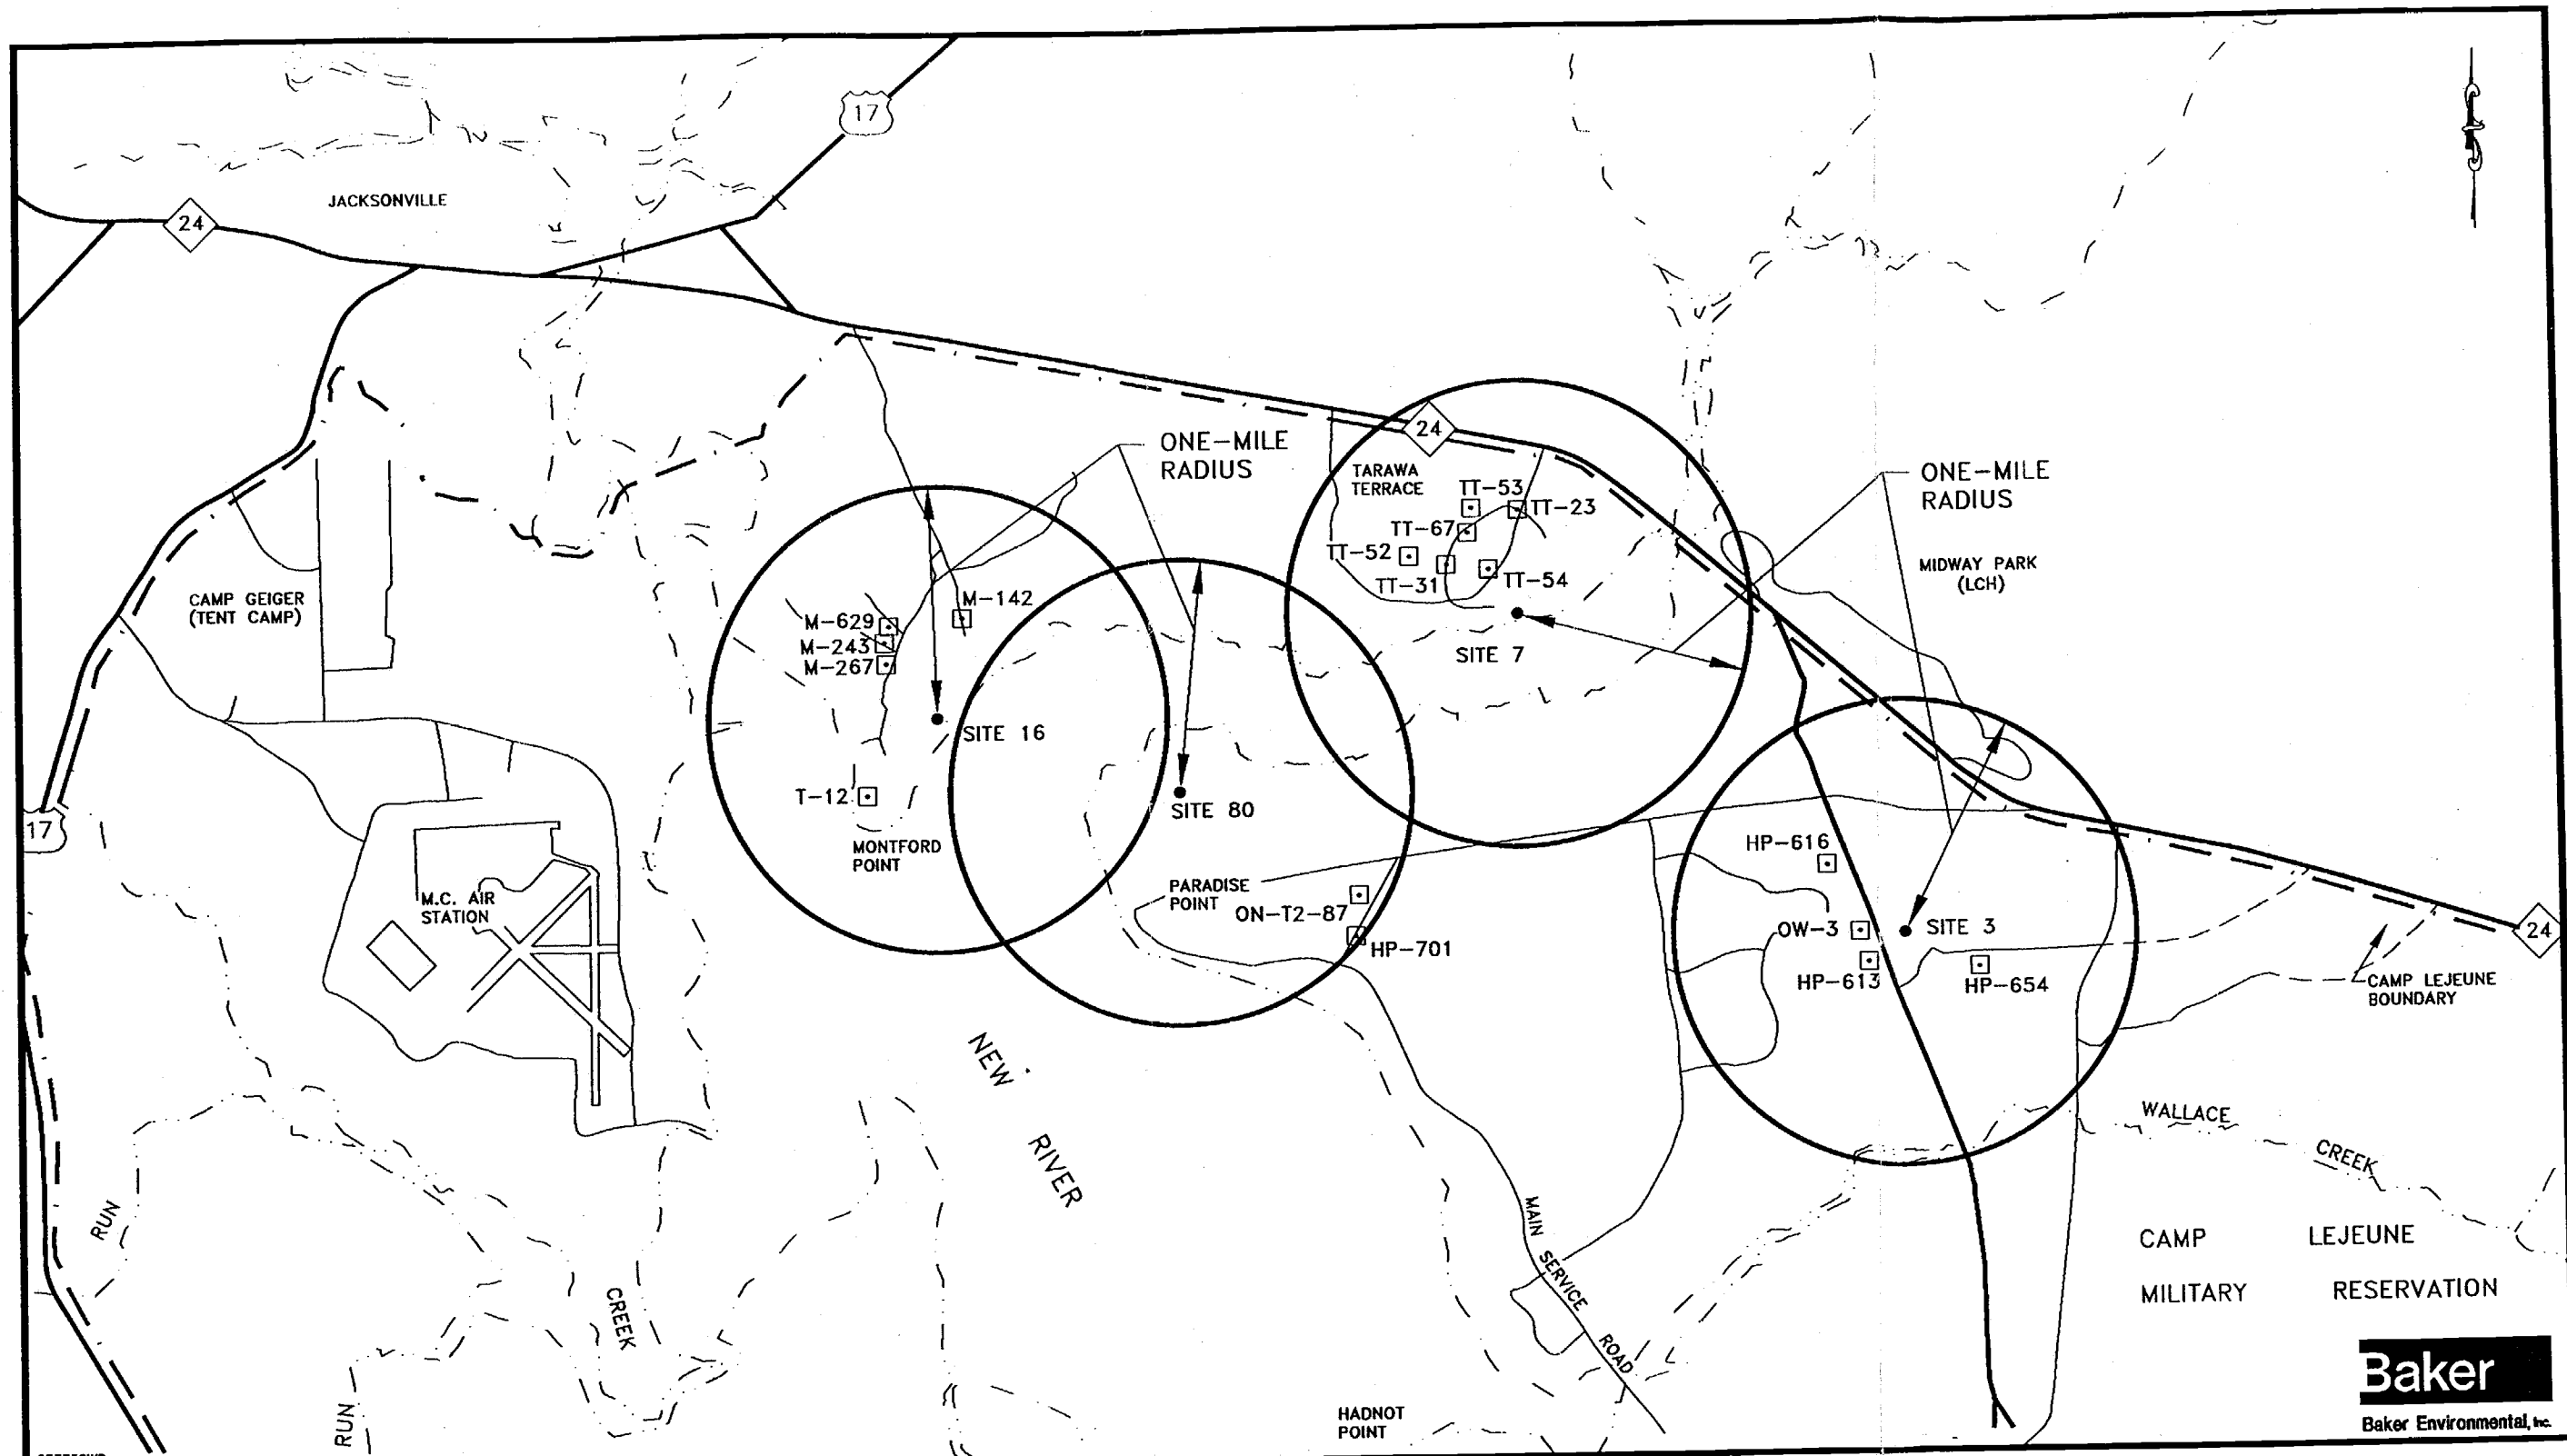 17
JACKSONVILLE
24
24
ONE-MILE
RADIUS
ONE-MILE
RADIUS
TARAWA
TERRACE
TT-53
TT-23
TT-67
TT-52
TT-31
TT-54
MIDWAY PARK
(LCH)
CAMP GEIGER
(TENT CAMP)
M-142
M-629
M-243
M-267
SITE 7
SITE 16
T-12
SITE 80
MONTFORD
POINT
17
HP-616
PARADISE
POINT
ON-T2-87
M.C. AIR
STATION
HP-701
OW-3
SITE 3
24
HP-613
HP-654
CAMP LEJEUNE
BOUNDARY
NEW
RIVER
WALLACE
CREEK
RUN
MAIN SERVICE ROAD
CAMP LEJEUNE
MILITARY RESERVATION
CREEK
RUN
HADNOT
POINT
Baker
Baker Environmental, Inc.